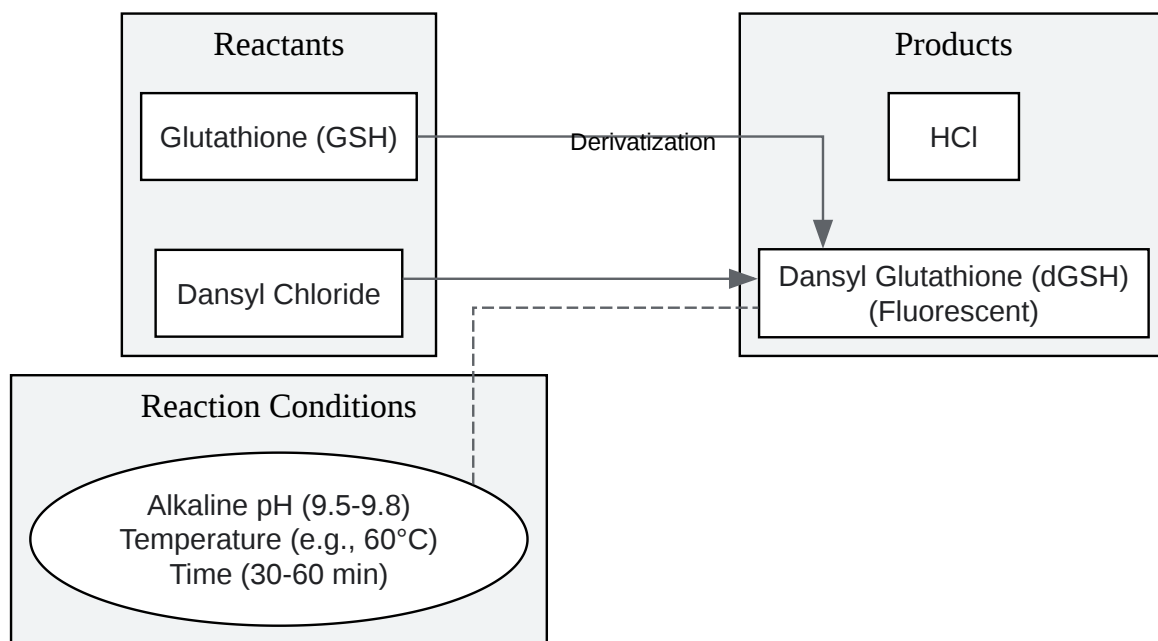 Reactants
Products
Glutathione (GSH)
Derivatization
HCl
Dansyl Chloride
Dansyl Glutathione (dGSH)
(Fluorescent)
Reaction Conditions
Alkaline pH (9.5-9.8)
Temperature (e.g., 60°C)
Time (30-60 min)